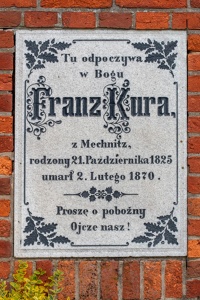 Tu odpoczywa
w Bogu
Franz Kura,
z Mechnitz,
rodzony 21. Października 1825
umarł 2. Lutego 1870.
Proszę o pobożny
Ojcze nasz!